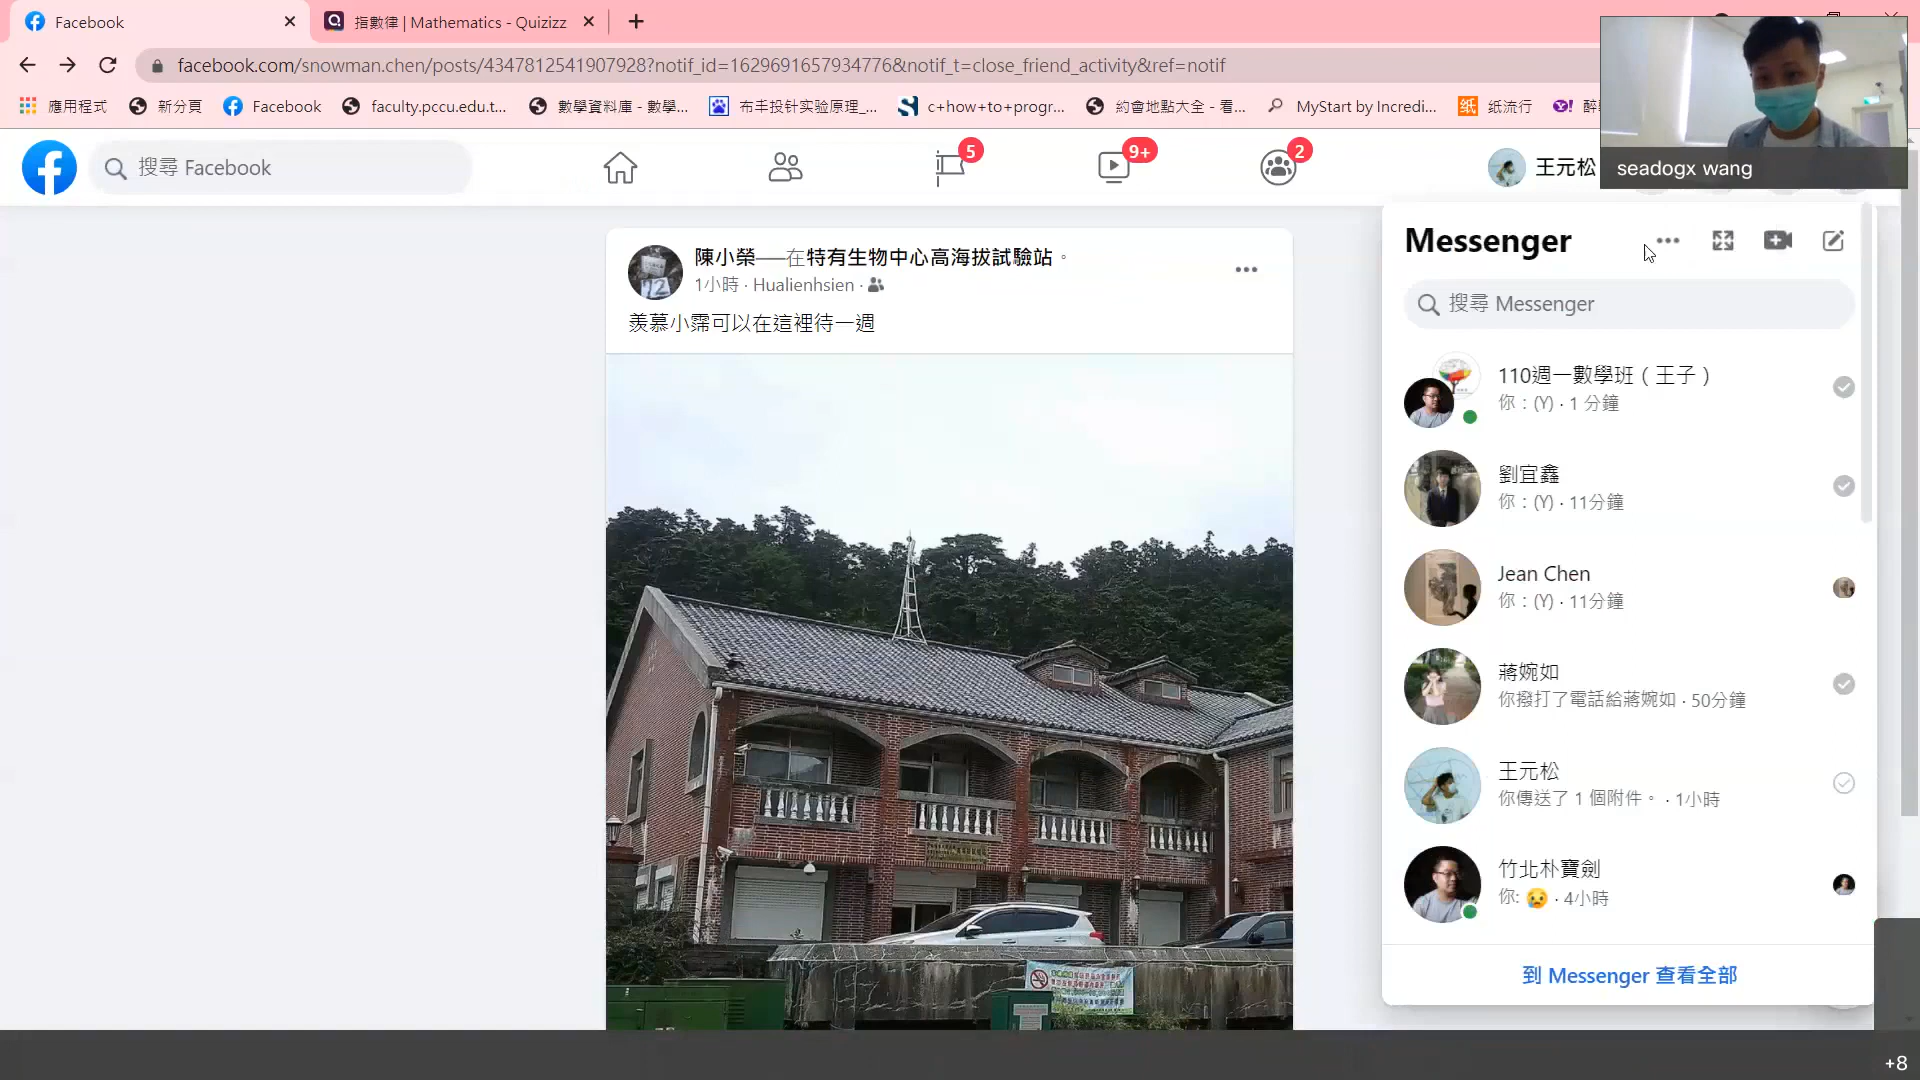 Facebook
指數律 | Mathematics - Quizizz
facebook.com/snowman.chen/posts/4347812541907928?notif_id=1629691657934776&notif_t=close_friend_activity&ref=notif
應用程式
新分頁
Facebook
faculty.pccu.edu.t...
數學資料庫 - 數學...
布手投针实验原理_...
c+how+to+progr...
約會地點大全 - 看...
MyStart by Incredi...
纸流行
seadogx wang
搜尋 Facebook
5
9+
2
王元松
陳小榮──在特有生物中心高海拔試驗站。
1小時 · Hualienhsien ·
羨慕小霈可以在這裡待一週
Messenger
搜尋 Messenger
110週一數學班（王子）
你：(Y) · 1 分鐘
劉宜鑫
你：(Y) · 11分鐘
Jean Chen
你：(Y) · 11分鐘
蔣婉如
你撥打了電話給蔣婉如 · 50分鐘
王元松
你傳送了 1 個附件。 · 1小時
竹北朴寶劍
你: 😥 · 4小時
到 Messenger 查看全部
+8